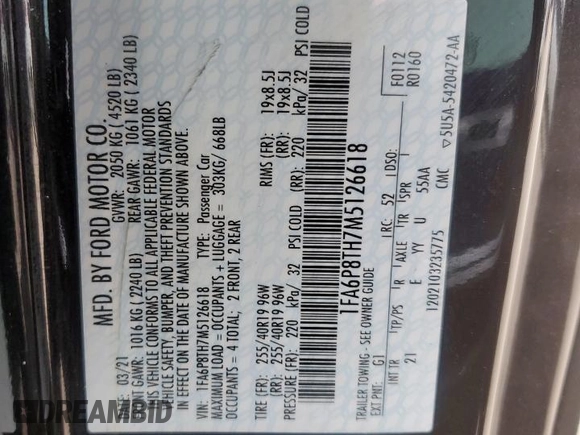 MFD. BY FORD MOTOR CO.
DATE: 03/21 GVWR: 2050 KG ( 4520 LB)
FRONT GAWR: 1016 KG ( 2240 LB) REAR GAWR: 1061 KG ( 2340 LB)
THIS VEHICLE CONFORMS TO ALL APPLICABLE FEDERAL MOTOR
VEHICLE SAFETY, BUMPER, AND THEFT PREVENTION STANDARDS
IN EFFECT ON THE DATE OF MANUFACTURE SHOWN ABOVE.
VIN: 1FA6P8TH7M5126618 TYPE: Passenger Car
MAXIMUM LOAD = OCCUPANTS + LUGGAGE = 303KG/ 668LB
OCCUPANTS = 4 TOTAL; 2 FRONT, 2 REAR
TIRE (FR): 255/40R19 96W RIMS (FR): 19x8.5J
TIRE (RR): 255/40R19 96W (RR): 19x8.5J
PRESSURE (FR): 220 kPa/ 32 PSI COLD (RR): 220 kPa/ 32 PSI COLD
1FA6P8TH7M5126618
TRAILER TOWING - SEE OWNER GUIDE
F0112
R0160
EXT PNT: G1 RC: 52 DSO:
INT TR TP/PS R AXLE TR SPR
21 E YY U 55AA
1202103235775 CMC ▽5U5A-5420472-AA
DREAMBID